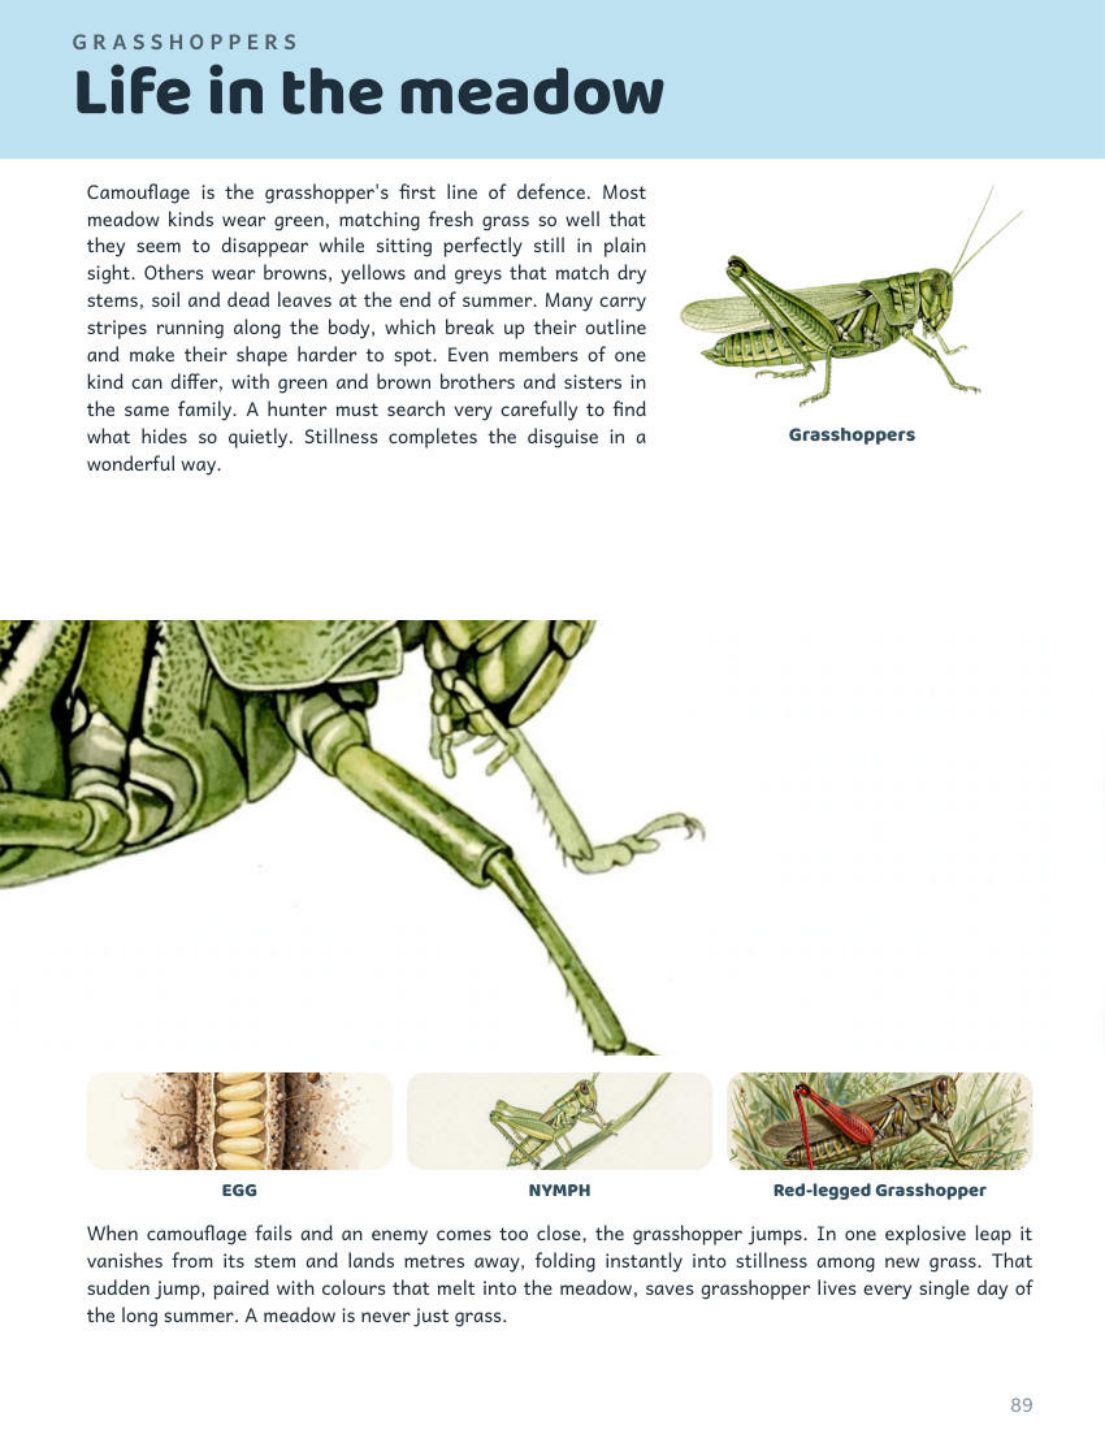 GRASSHOPPERS
Life in the meadow
Camouflage is the grasshopper's first line of defence. Most
meadow kinds wear green, matching fresh grass so well that
they seem to disappear while sitting perfectly still in plain
sight. Others wear browns, yellows and greys that match dry
stems, soil and dead leaves at the end of summer. Many carry
stripes running along the body, which break up their outline
and make their shape harder to spot. Even members of one
kind can differ, with green and brown brothers and sisters in
the same family. A hunter must search very carefully to find
what hides so quietly. Stillness completes the disguise in a
wonderful way.
Grasshoppers
EGG
NYMPH
Red-legged Grasshopper
When camouflage fails and an enemy comes too close, the grasshopper jumps. In one explosive leap it
vanishes from its stem and lands metres away, folding instantly into stillness among new grass. That
sudden jump, paired with colours that melt into the meadow, saves grasshopper lives every single day of
the long summer. A meadow is never just grass.
89